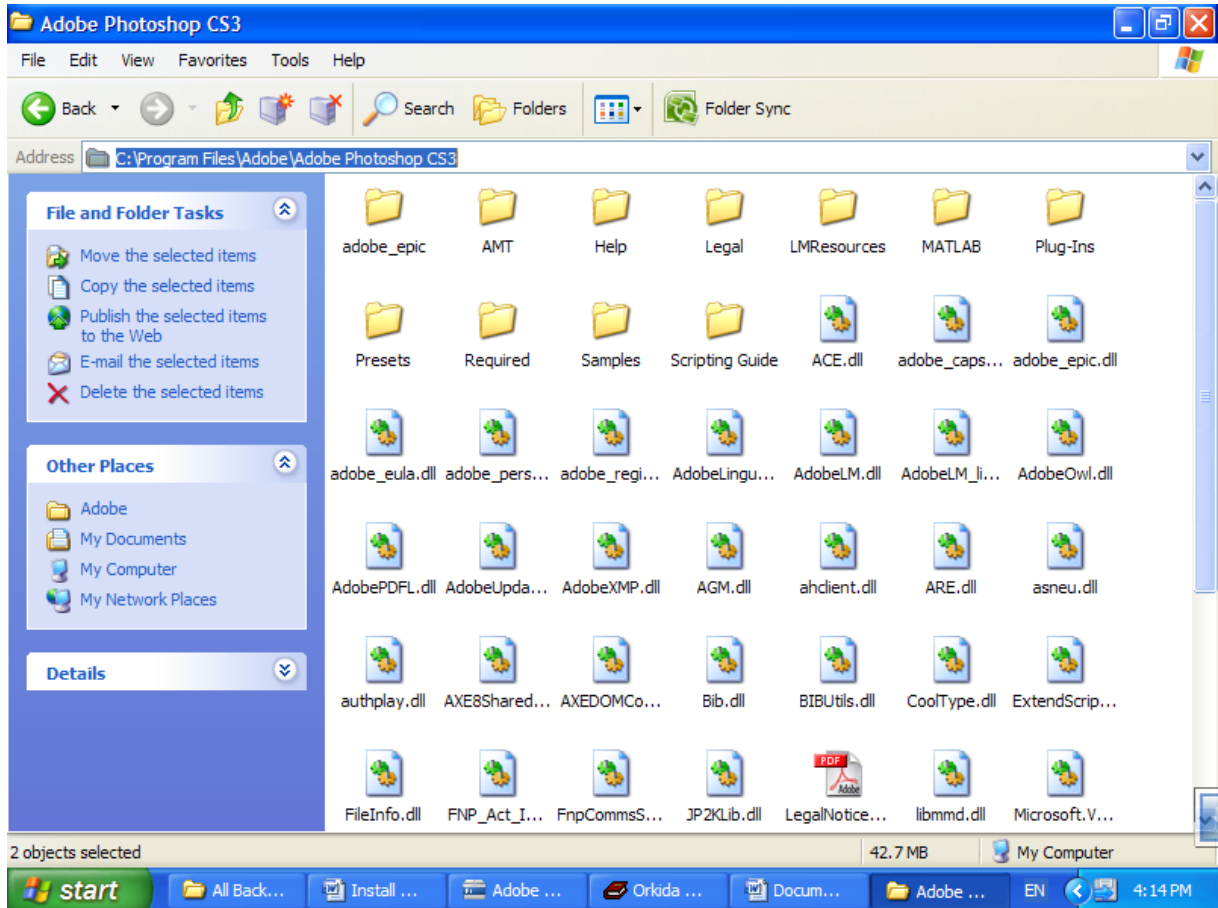 Adobe Photoshop CS3
File Edit View Favorites Tools Help
Back Search Folders Folder Sync
Address C:\Program Files\Adobe\Adobe Photoshop CS3
File and Folder Tasks
Move the selected items
Copy the selected items
Publish the selected items
to the Web
E-mail the selected items
Delete the selected items
Other Places
Adobe
My Documents
My Computer
My Network Places
Details
adobe_epic AMT Help Legal LMResources MATLAB Plug-Ins
Presets Required Samples Scripting Guide ACE.dll adobe_caps... adobe_epic.dll
adobe_eula.dll adobe_pers... adobe_regi... AdobeLingu... AdobeLM.dll AdobeLM_li... AdobeOwl.dll
AdobePDFL.dll AdobeUpda... AdobeXMP.dll AGM.dll ahclient.dll ARE.dll asneu.dll
authplay.dll AXE8Shared... AXEDOMCo... Bib.dll BIBUtils.dll CoolType.dll ExtendScrip...
PDF
Adobe
FileInfo.dll FNP_Act_I... FnpCommsS... JP2KLib.dll LegalNotice... libmmd.dll Microsoft.V...
2 objects selected 42.7 MB My Computer
start All Back... Install ... Adobe ... Orkida ... Docum... Adobe ... EN 4:14 PM